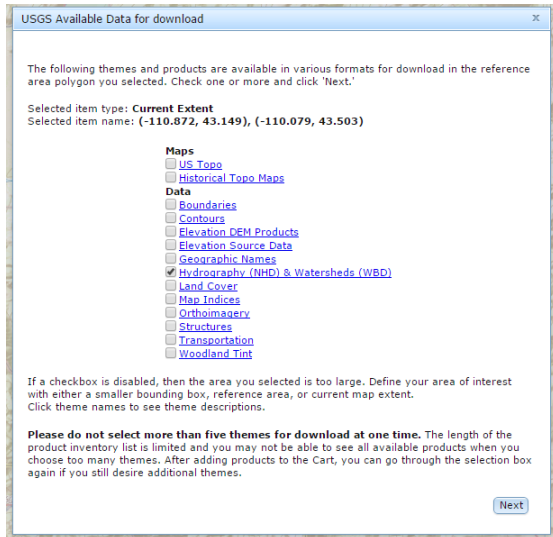 USGS Available Data for download x
The following themes and products are available in various formats for download in the reference
area polygon you selected. Check one or more and click 'Next.'
Selected item type: Current Extent
Selected item name: (-110.872, 43.149), (-110.079, 43.503)
Maps
US Topo
Historical Topo Maps
Data
Boundaries
Contours
Elevation DEM Products
Elevation Source Data
Geographic Names
Hydrography (NHD) & Watersheds (WBD)
Land Cover
Map Indices
Orthoimagery
Structures
Transportation
Woodland Tint
If a checkbox is disabled, then the area you selected is too large. Define your area of interest
with either a smaller bounding box, reference area, or current map extent.
Click theme names to see theme descriptions.
Please do not select more than five themes for download at one time. The length of the
product inventory list is limited and you may not be able to see all available products when you
choose too many themes. After adding products to the Cart, you can go through the selection box
again if you still desire additional themes.
Next